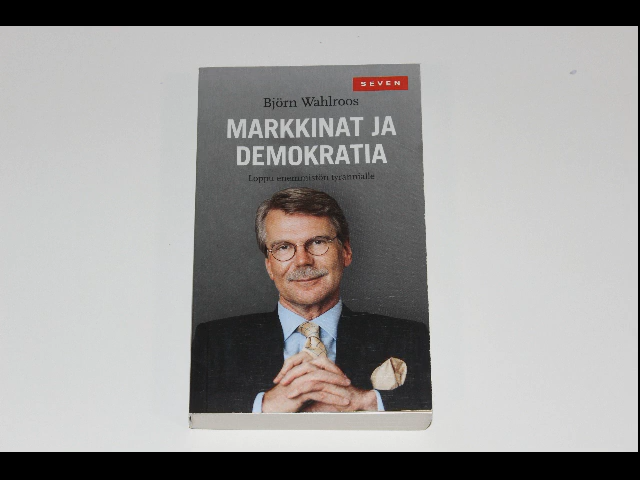 SEVEN
Björn Wahlroos
MARKKINAT JA
DEMOKRATIA
Loppu enemmistön tyrannialle